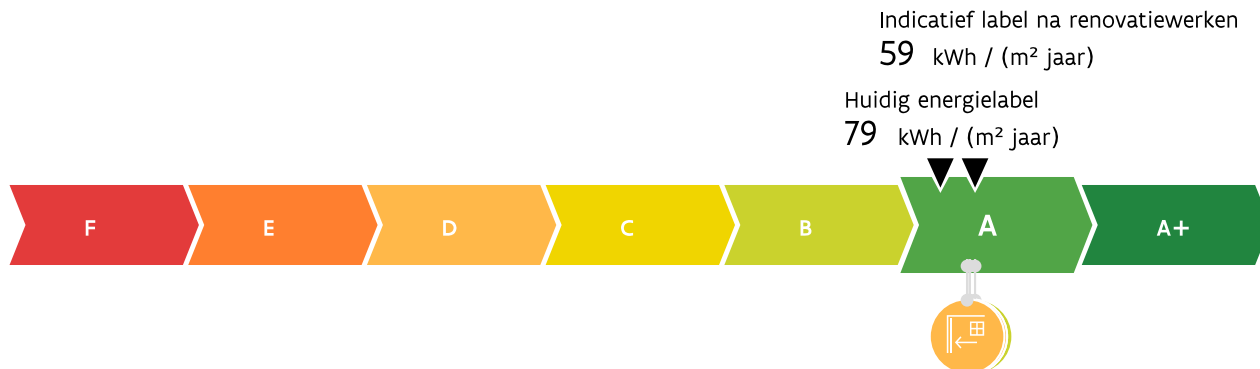 Indicatief label na renovatiewerken
59 kWh / (m² jaar)
Huidig energielabel
79 kWh / (m² jaar)
F E D C B A A+